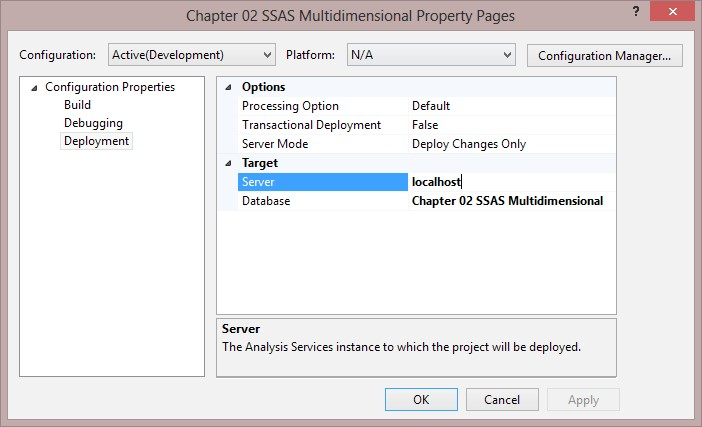 Chapter 02 SSAS Multidimensional Property Pages
?
Configuration: Active(Development) Platform: N/A Configuration Manager...
Configuration Properties
Build
Debugging
Deployment
Options
Processing Option Default
Transactional Deployment False
Server Mode Deploy Changes Only
Target
Server localhost
Database Chapter 02 SSAS Multidimensional
Server
The Analysis Services instance to which the project will be deployed.
OK Cancel Apply